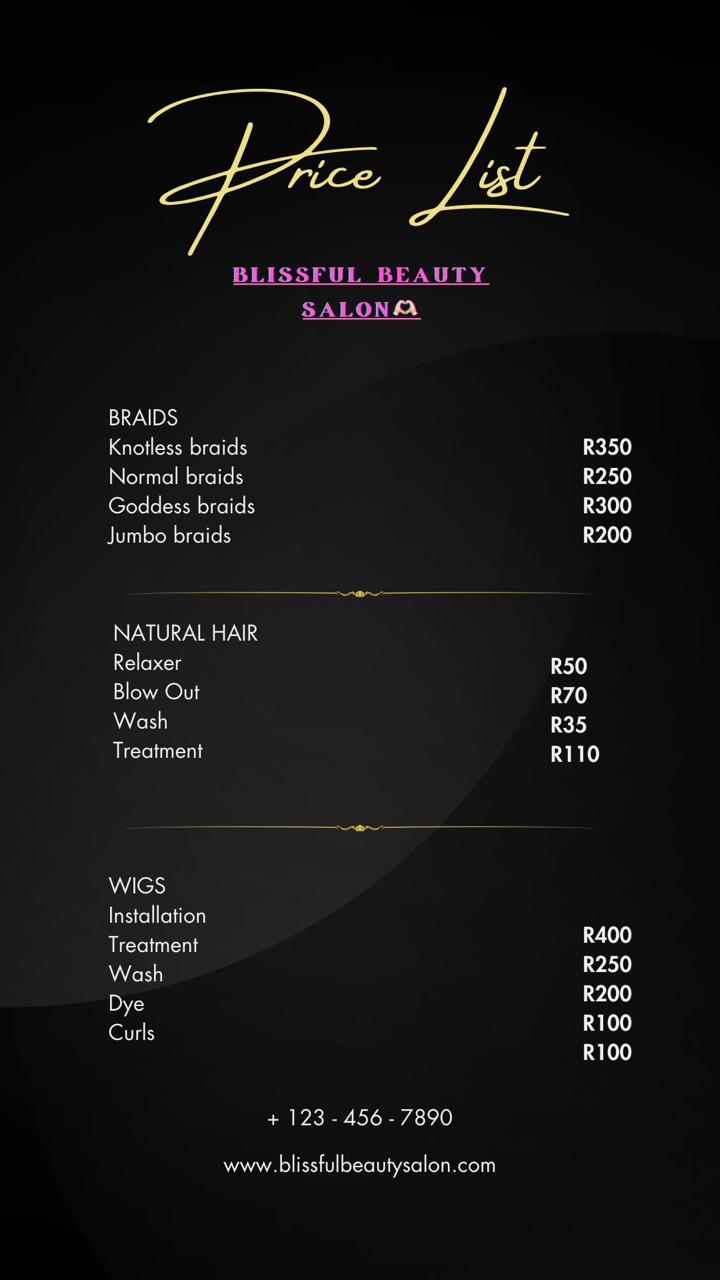 Price List
BLISSFUL BEAUTY
SALON🫶
BRAIDS
Knotless braids R350
Normal braids R250
Goddess braids R300
Jumbo braids R200
NATURAL HAIR
Relaxer R50
Blow Out R70
Wash R35
Treatment R110
WIGS
Installation R400
Treatment R250
Wash R200
Dye R100
Curls R100
+ 123 - 456 - 7890
www.blissfulbeautysalon.com